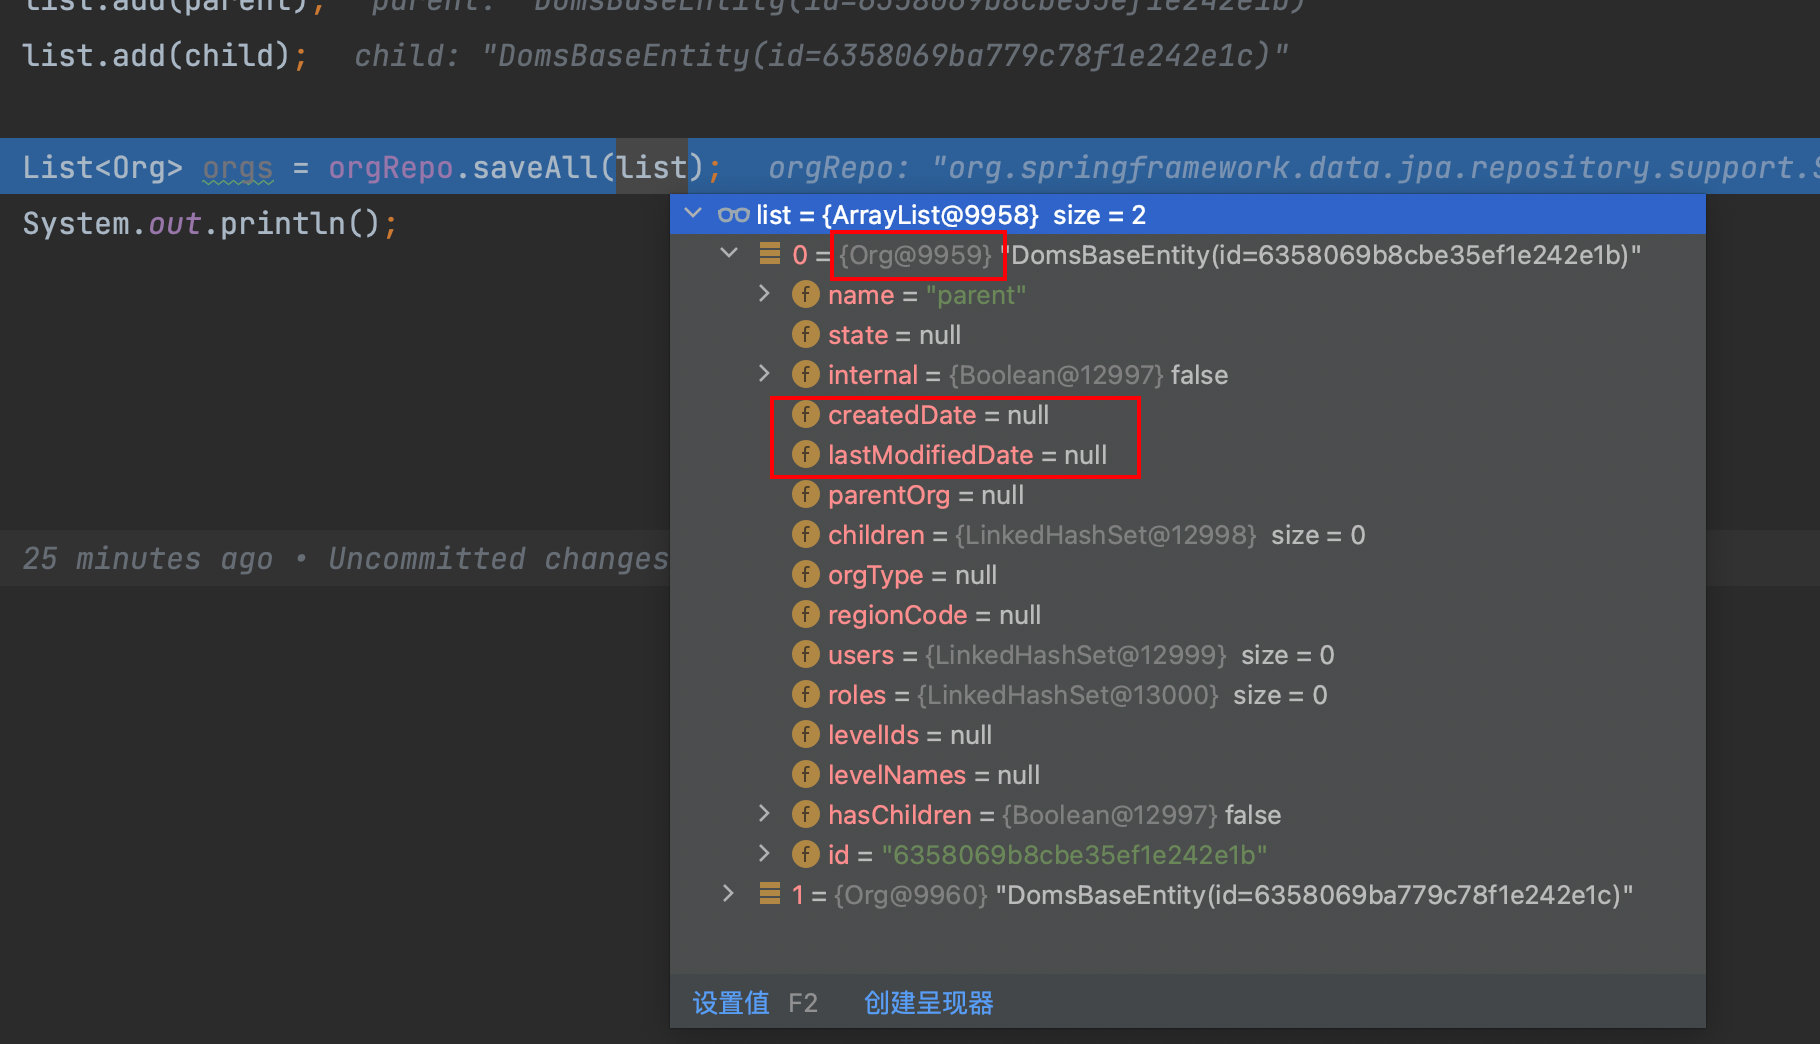 list.add(parent);  parent: "DomsBaseEntity(id=6358069b8cbe35ef1e242e1b)"
list.add(child);  child: "DomsBaseEntity(id=6358069ba779c78f1e242e1c)"
List<Org> orgs = orgRepo.saveAll(list);  orgRepo: "org.springframework.data.jpa.repository.support.S
System.out.println();
list = {ArrayList@9958} size = 2
0 = {Org@9959} "DomsBaseEntity(id=6358069b8cbe35ef1e242e1b)"
f name = "parent"
f state = null
f internal = {Boolean@12997} false
f createdDate = null
f lastModifiedDate = null
f parentOrg = null
f children = {LinkedHashSet@12998} size = 0
f orgType = null
f regionCode = null
f users = {LinkedHashSet@12999} size = 0
f roles = {LinkedHashSet@13000} size = 0
f levelIds = null
f levelNames = null
f hasChildren = {Boolean@12997} false
f id = "6358069b8cbe35ef1e242e1b"
1 = {Org@9960} "DomsBaseEntity(id=6358069ba779c78f1e242e1c)"
25 minutes ago • Uncommitted changes
设置值 F2 创建呈现器